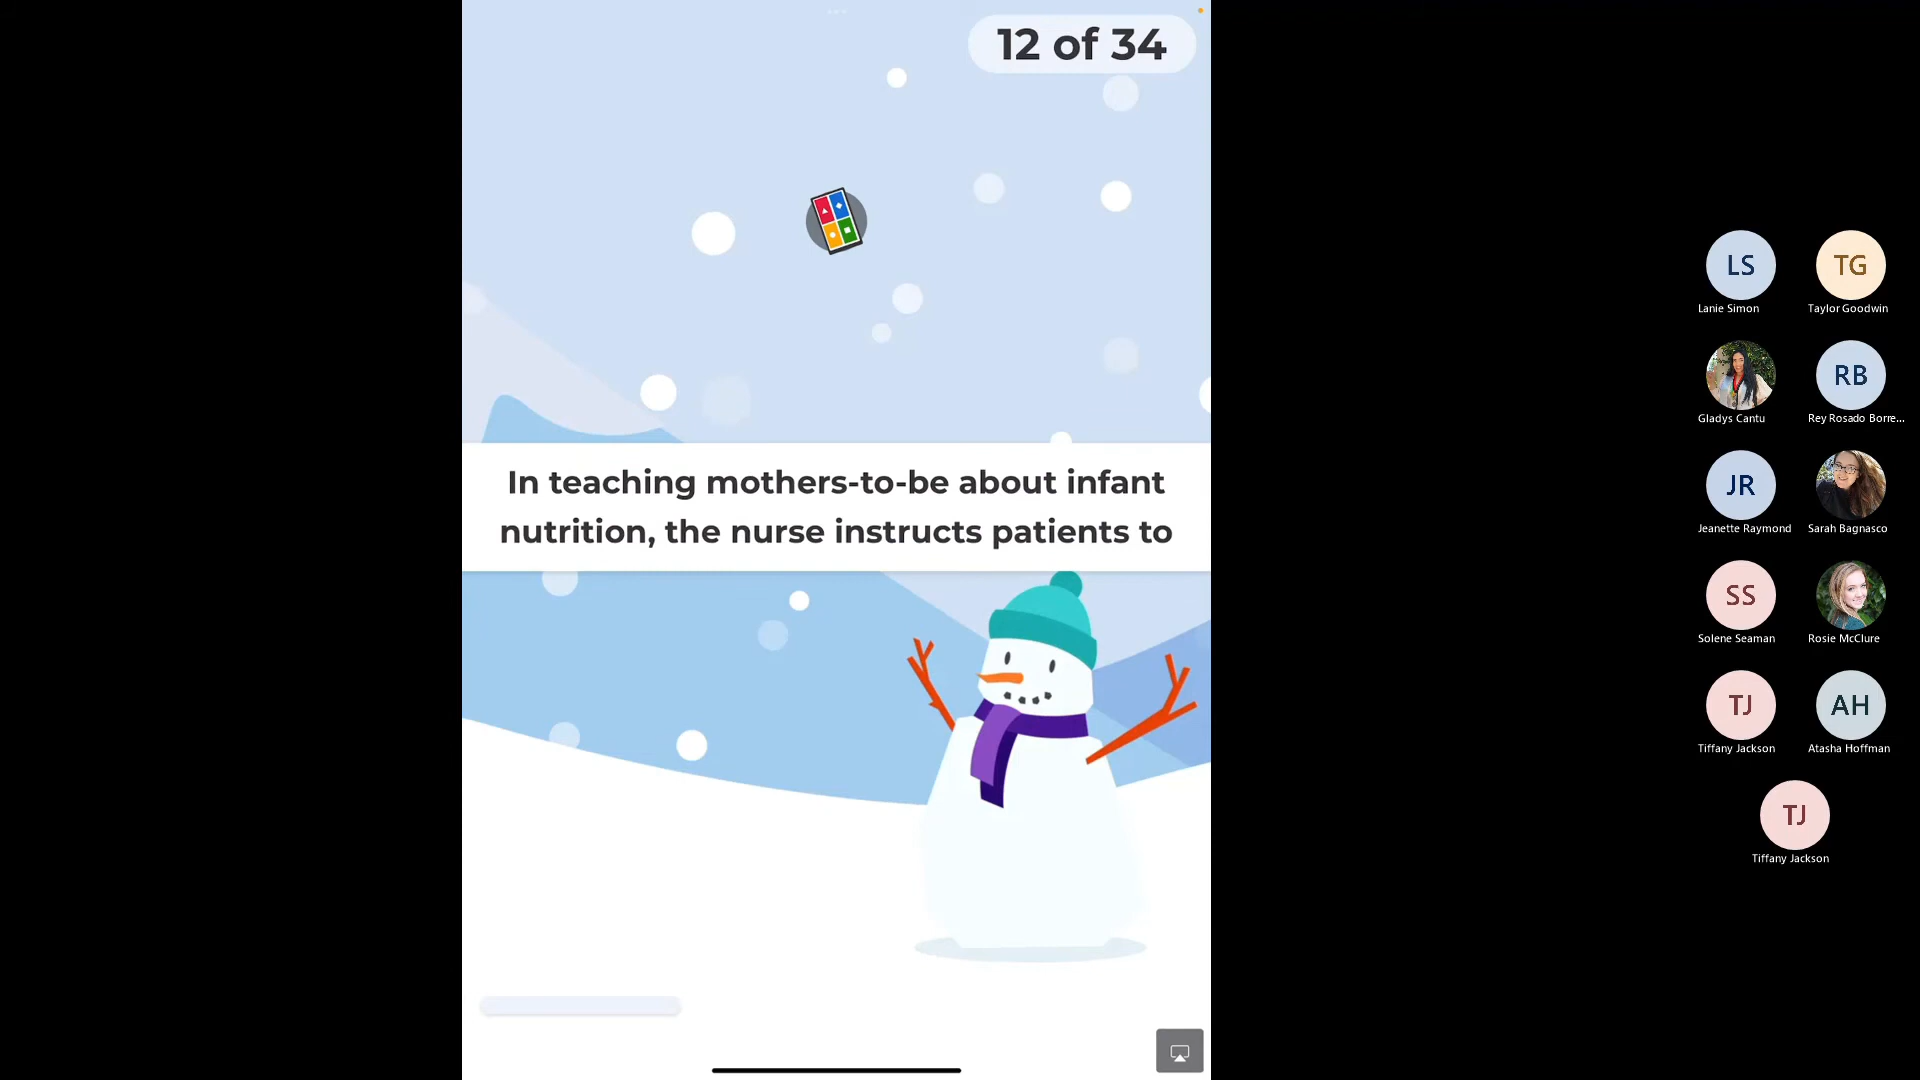 12 of 34
In teaching mothers-to-be about infant
nutrition, the nurse instructs patients to
LS
TG
Lanie Simon
Taylor Goodwin
RB
Gladys Cantu
Rey Rosado Borre...
JR
Jeanette Raymond
Sarah Bagnasco
SS
Solene Seaman
Rosie McClure
TJ
AH
Tiffany Jackson
Atasha Hoffman
TJ
Tiffany Jackson